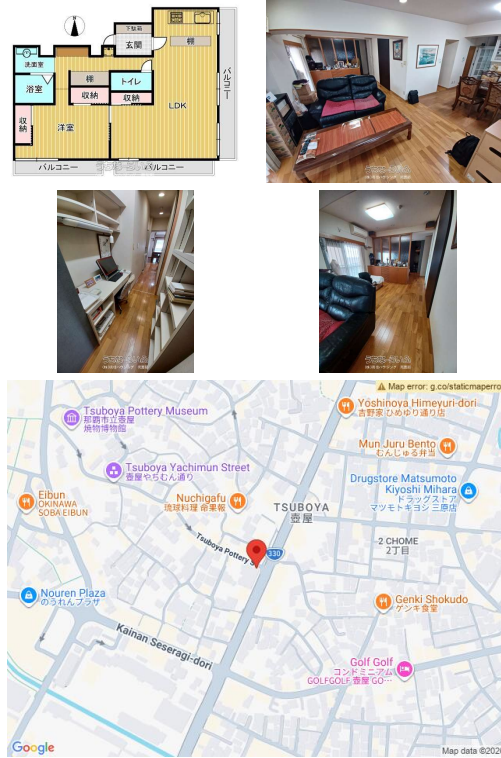 下駄箱
玄関
棚
洗面室
浴室
棚
収納
トイレ
収納
収納
洋室
LDK
バルコニー
バルコニー
バルコニー
Map error: g.co/staticmaperro
Tsuboya Pottery Museum
那覇市立壺屋
焼物博物館
Yoshinoya Himeyuri-dori
吉野家 ひめゆり通り店
Mun Juru Bento
むんじゅる弁当
Tsuboya Yachimun Street
壺屋やちむん通り
Drugstore Matsumoto
Kiyoshi Mihara
ドラッグストア
マツモトキヨシ 三原店
Eibun
OKINAWA
SOBA EIBUN
Nuchigafu
琉球料理 命果報
TSUBOYA
壺屋
Tsuboya Pottery S
330
2 CHOME
2丁目
Nouren Plaza
のうれんプラザ
Genki Shokudo
ゲンキ食堂
Kainan Seseragi-dori
Golf Golf
コンドミニアム
GOLFGOLF 壺屋 GO…
Google
Map data ©2026